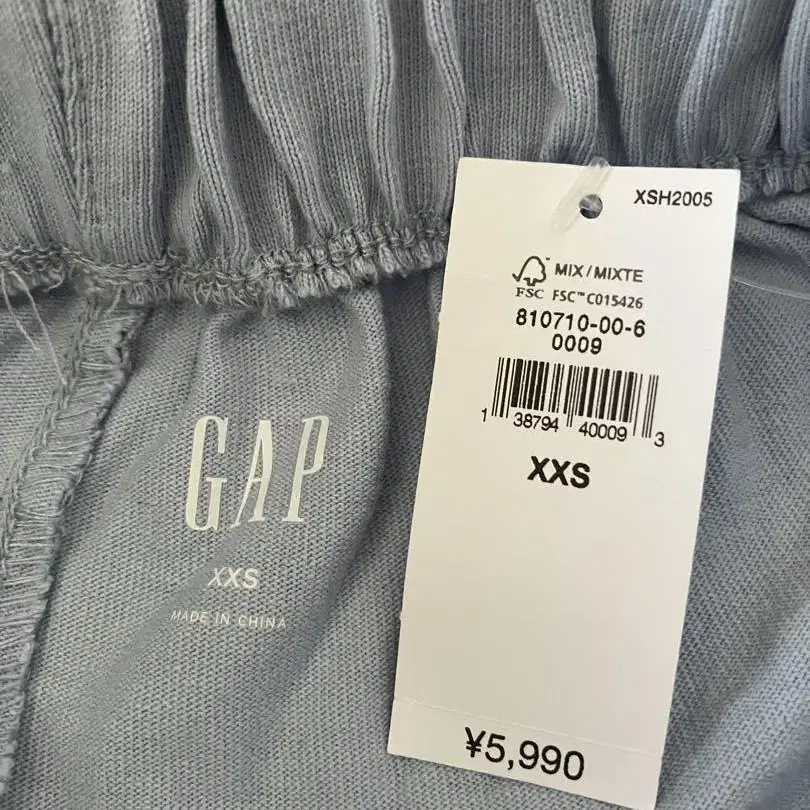 XSH2005
MIX/MIXTE
FSC FSC™ C015426
810710-00-6
0009
1 38794 40009 3
XXS
¥5,990
GAP
XXS
MADE IN CHINA